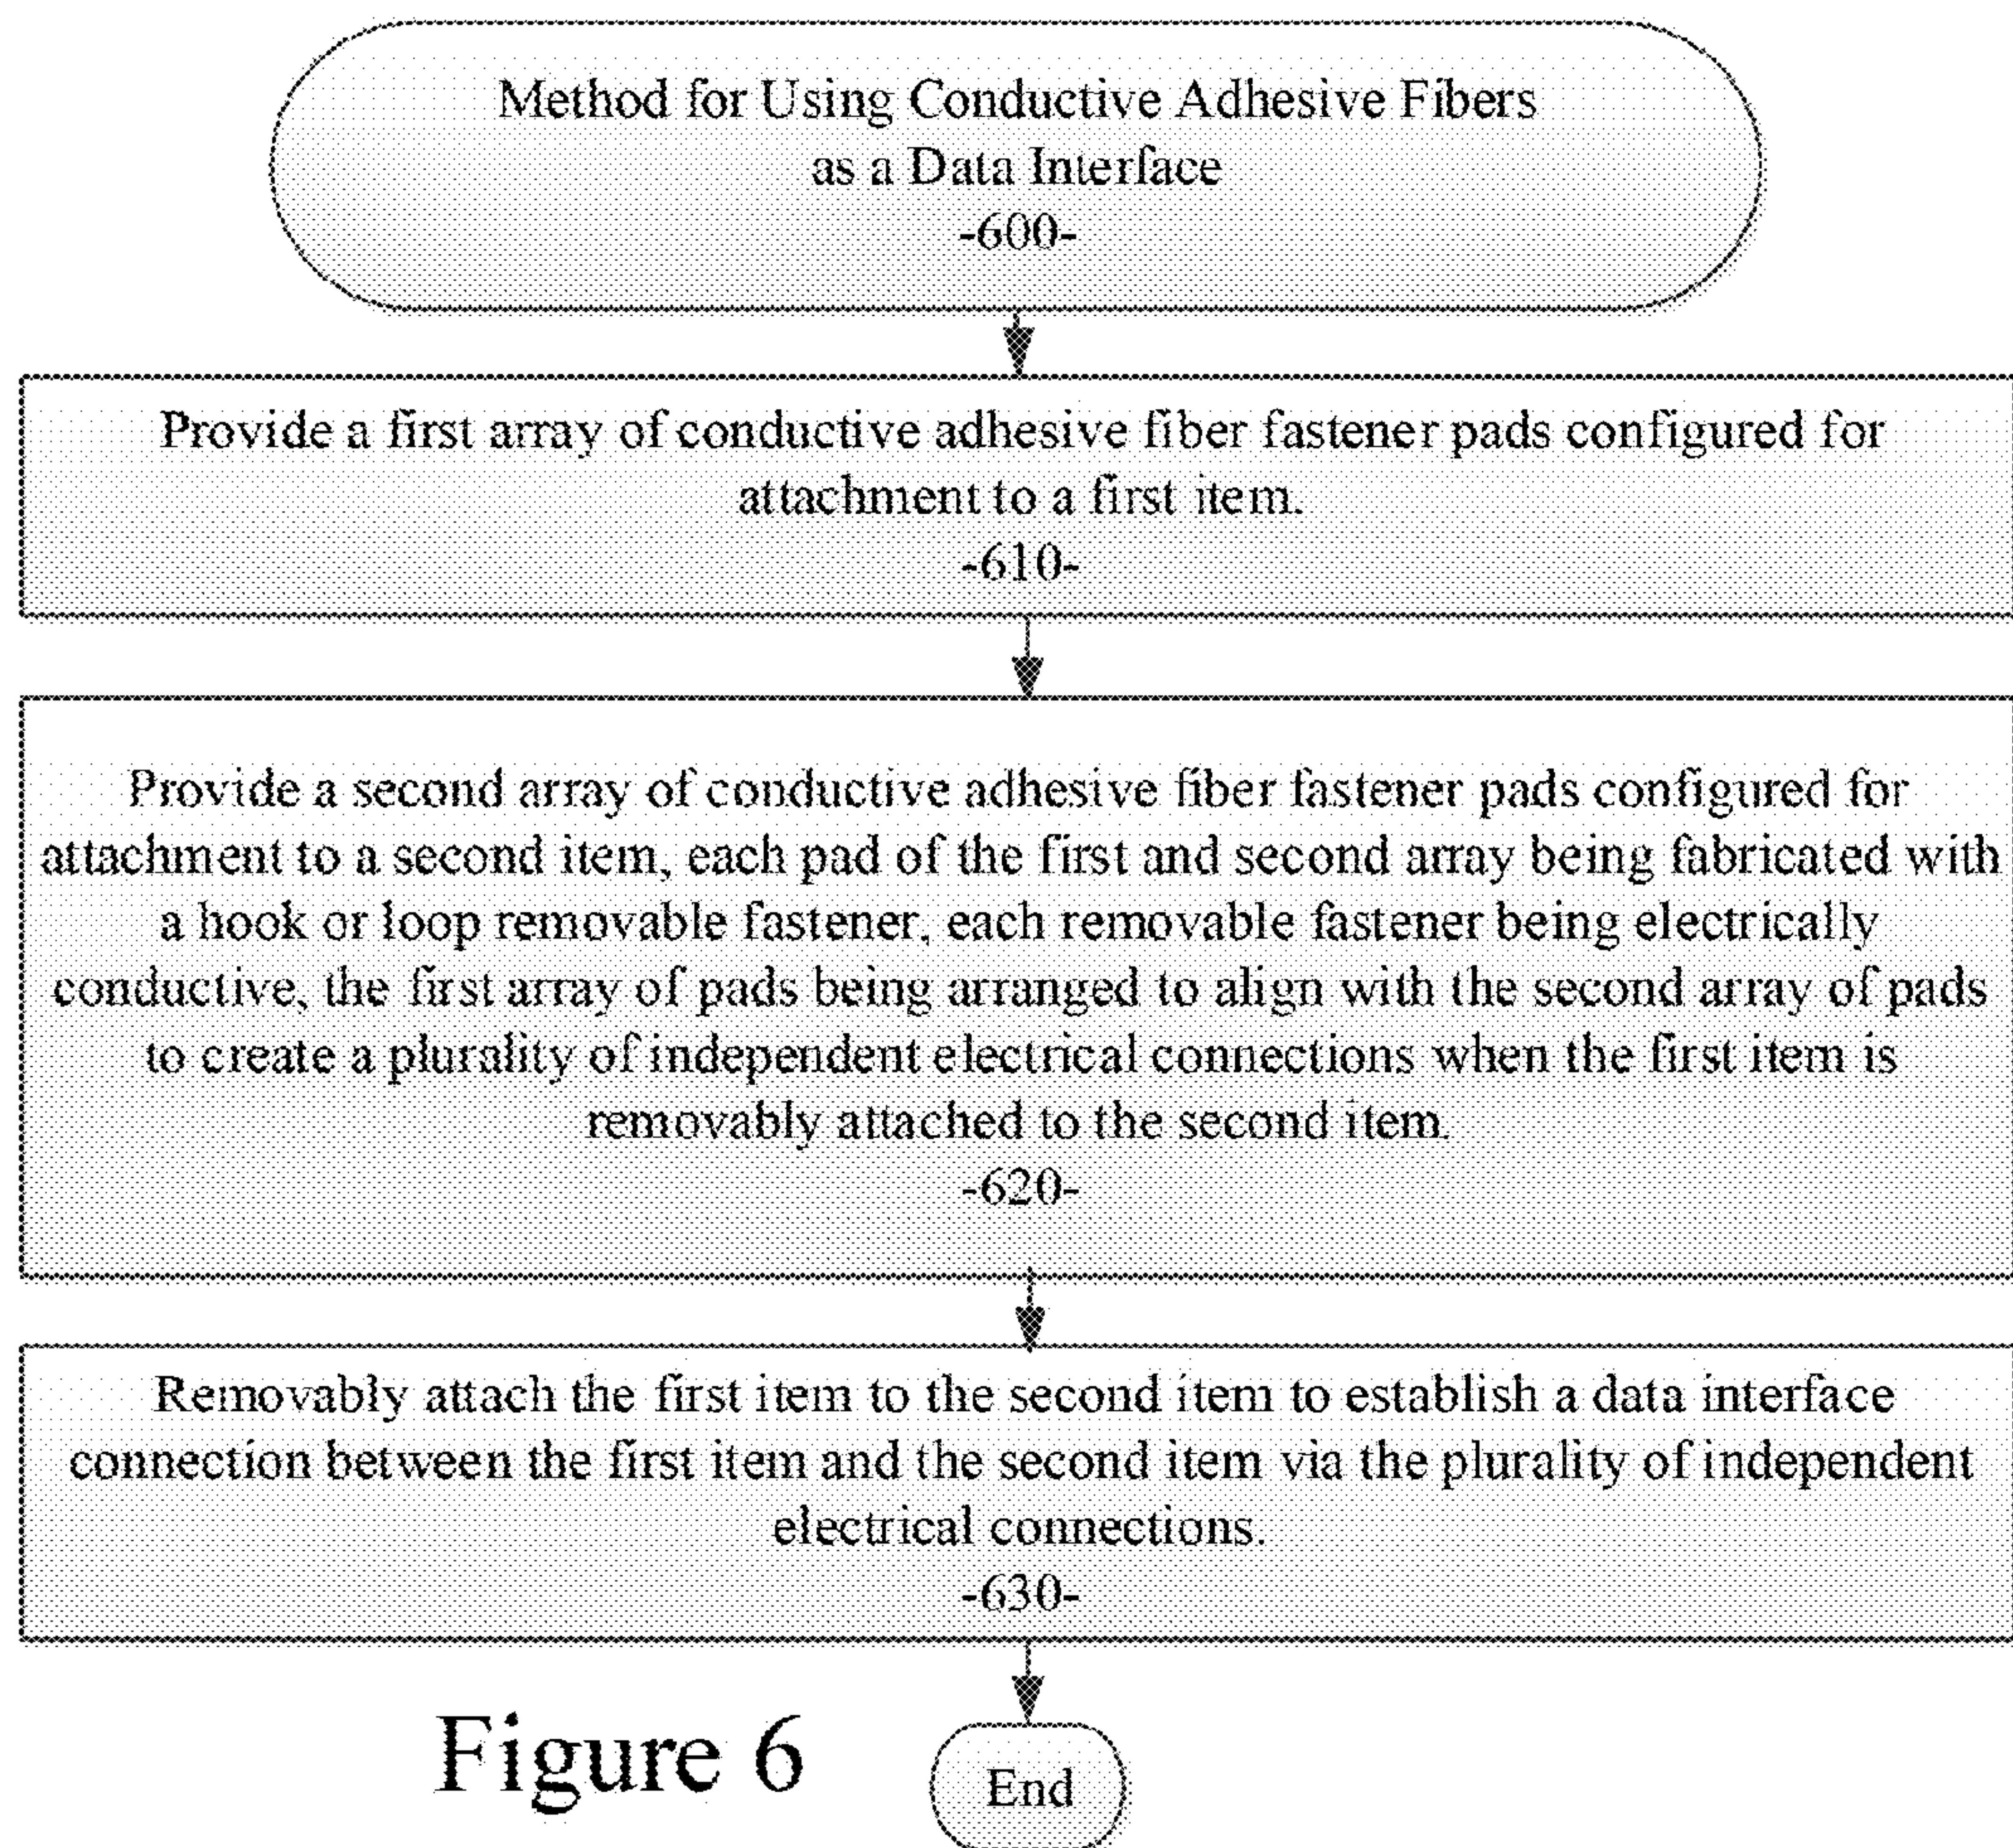 Method for Using Conductive Adhesive Fibers
as a Data Interface
-600-
Provide a first array of conductive adhesive fiber fastener pads configured for
attachment to a first item.
-610-
Provide a second array of conductive adhesive fiber fastener pads configured for
attachment to a second item, each pad of the first and second array being fabricated with
a hook or loop removable fastener, each removable fastener being electrically
conductive, the first array of pads being arranged to align with the second array of pads
to create a plurality of independent electrical connections when the first item is
removably attached to the second item.
-620-
Removably attach the first item to the second item to establish a data interface
connection between the first item and the second item via the plurality of independent
electrical connections.
-630-
Figure 6
End